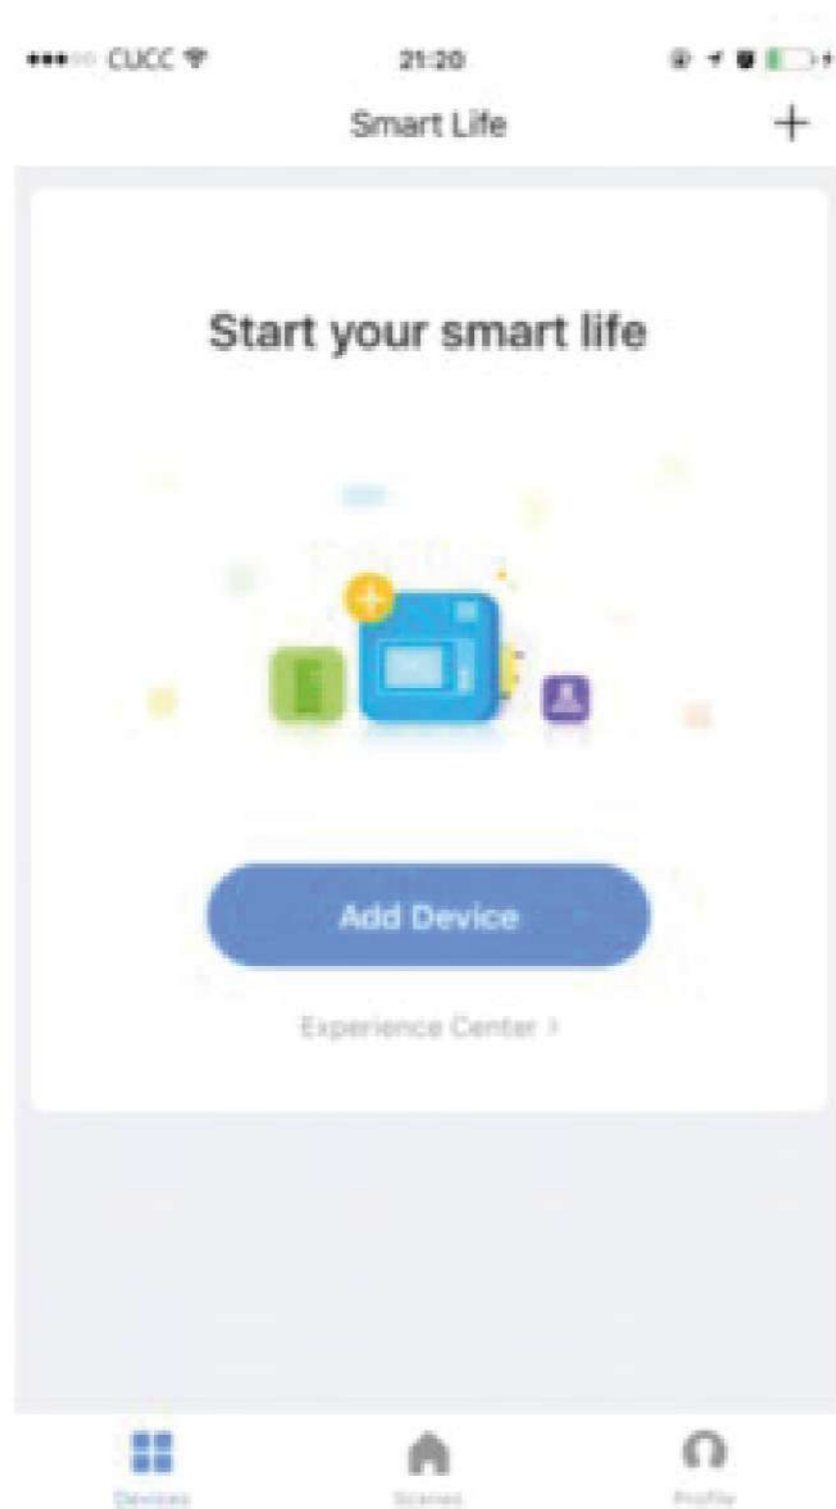 CUCC 21:20
Smart Life +
Start your smart life
Add Device
Experience Center >
Devices Scenes Profile